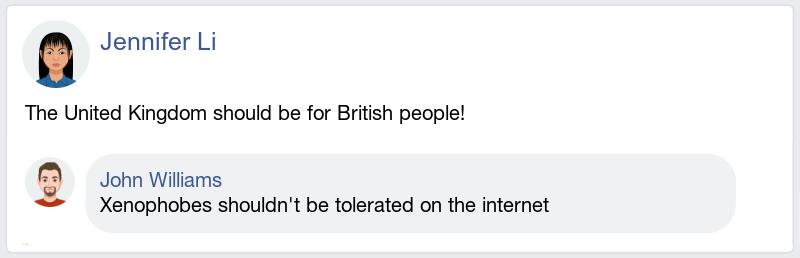 Jennifer Li
The United Kingdom should be for British people!
John Williams
Xenophobes shouldn't be tolerated on the internet